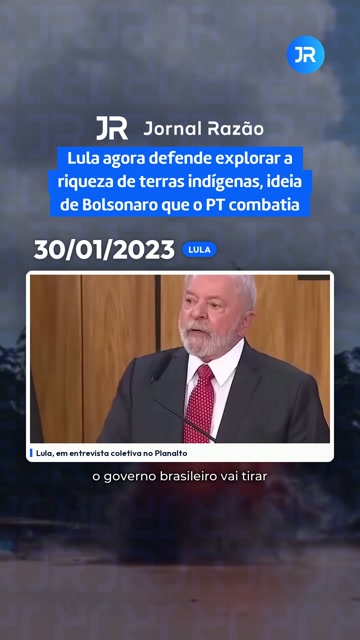 JR
JR Jornal Razão
Lula agora defende explorar a
riqueza de terras indígenas, ideia
de Bolsonaro que o PT combatia
30/01/2023 LULA
Lula, em entrevista coletiva no Planalto
o governo brasileiro vai tirar